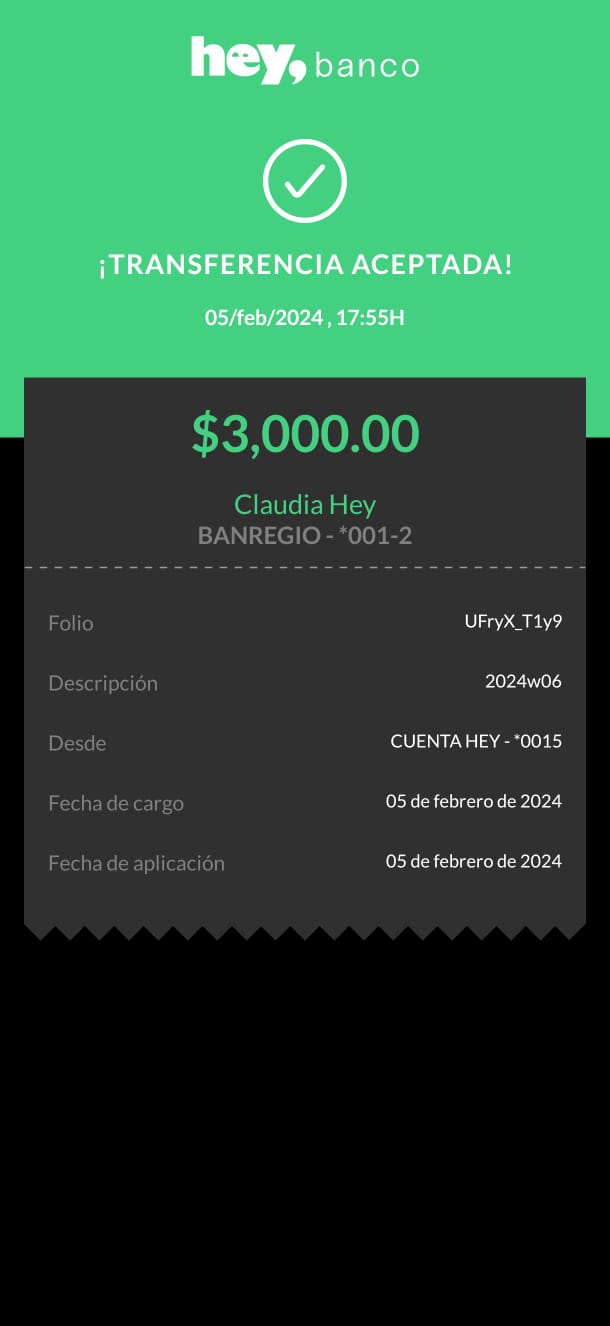 hey, banco
¡TRANSFERENCIA ACEPTADA!
05/feb/2024 , 17:55H
$3,000.00
Claudia Hey
BANREGIO - *001-2
Folio UFryX_T1y9
Descripción 2024w06
Desde CUENTA HEY - *0015
Fecha de cargo 05 de febrero de 2024
Fecha de aplicación 05 de febrero de 2024